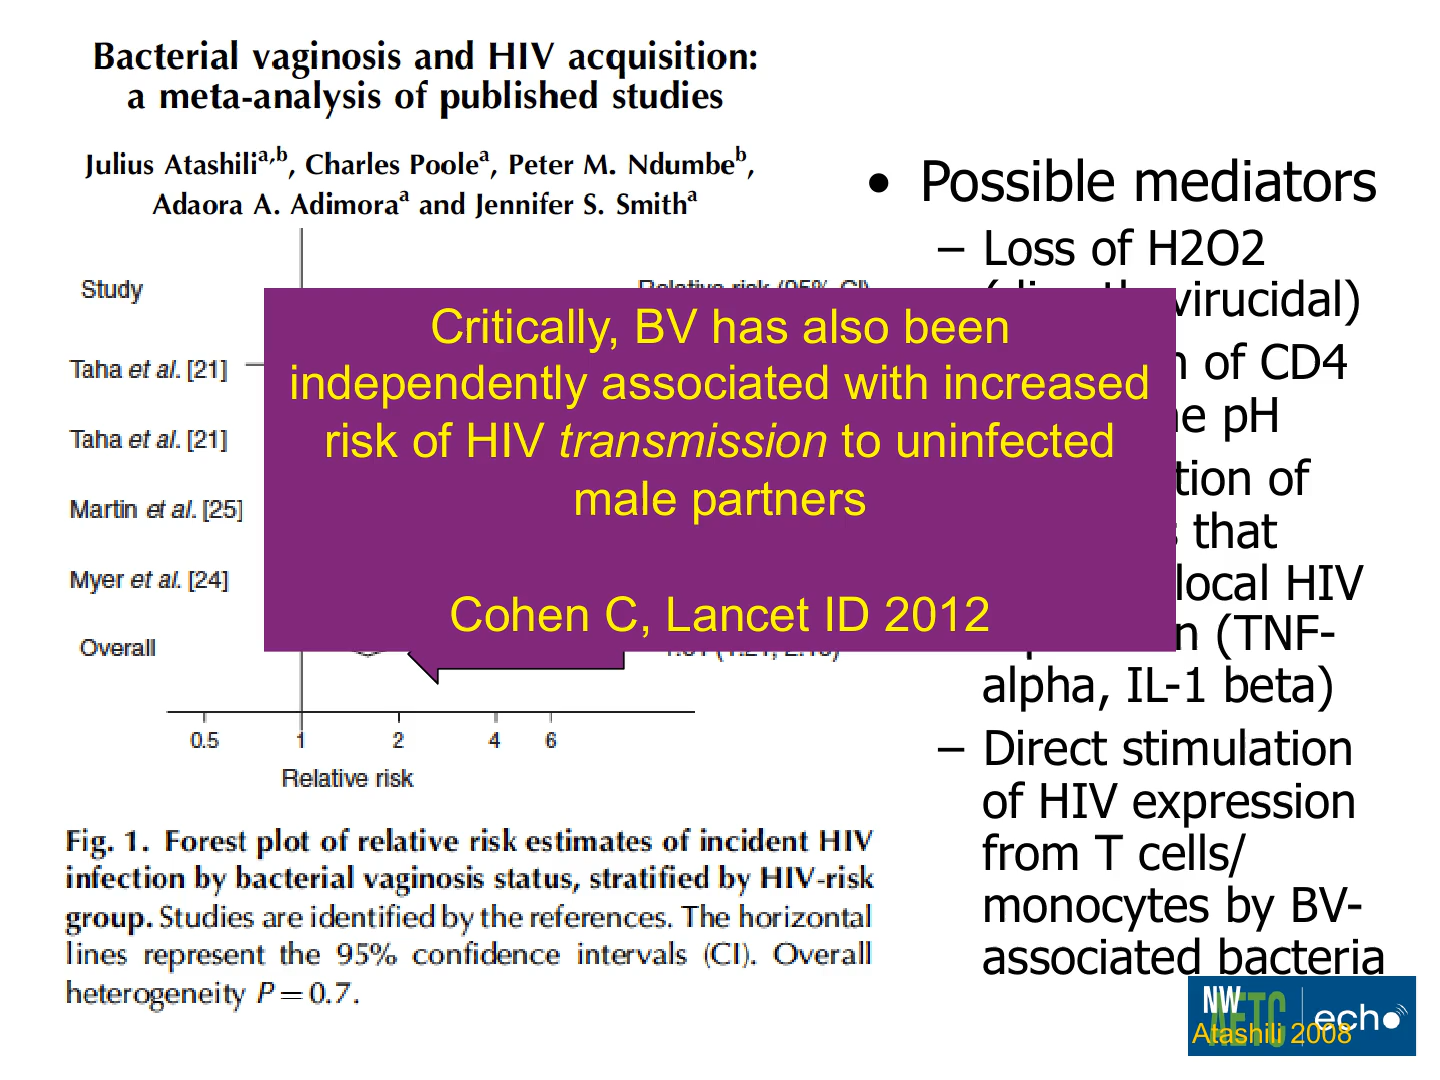 Bacterial vaginosis and HIV acquisition:
a meta-analysis of published studies
Julius Atashili^a,b, Charles Poole^a, Peter M. Ndumbe^b,
Adaora A. Adimora^a and Jennifer S. Smith^a
Study
Relative risk (95% CI)
Taha et al. [21]
Taha et al. [21]
Martin et al. [25]
Myer et al. [24]
Overall
0.5 1 2 4 6
Relative risk
Fig. 1. Forest plot of relative risk estimates of incident HIV
infection by bacterial vaginosis status, stratified by HIV-risk
group. Studies are identified by the references. The horizontal
lines represent the 95% confidence intervals (CI). Overall
heterogeneity P = 0.7.
Critically, BV has also been
independently associated with increased
risk of HIV transmission to uninfected
male partners
Cohen C, Lancet ID 2012
• Possible mediators
– Loss of H2O2
virucidal)
of CD4
pH
of
that
local HIV
(TNF-
alpha, IL-1 beta)
– Direct stimulation
of HIV expression
from T cells/
monocytes by BV-
associated bacteria
NW
AETC
echo
Atashili 2008